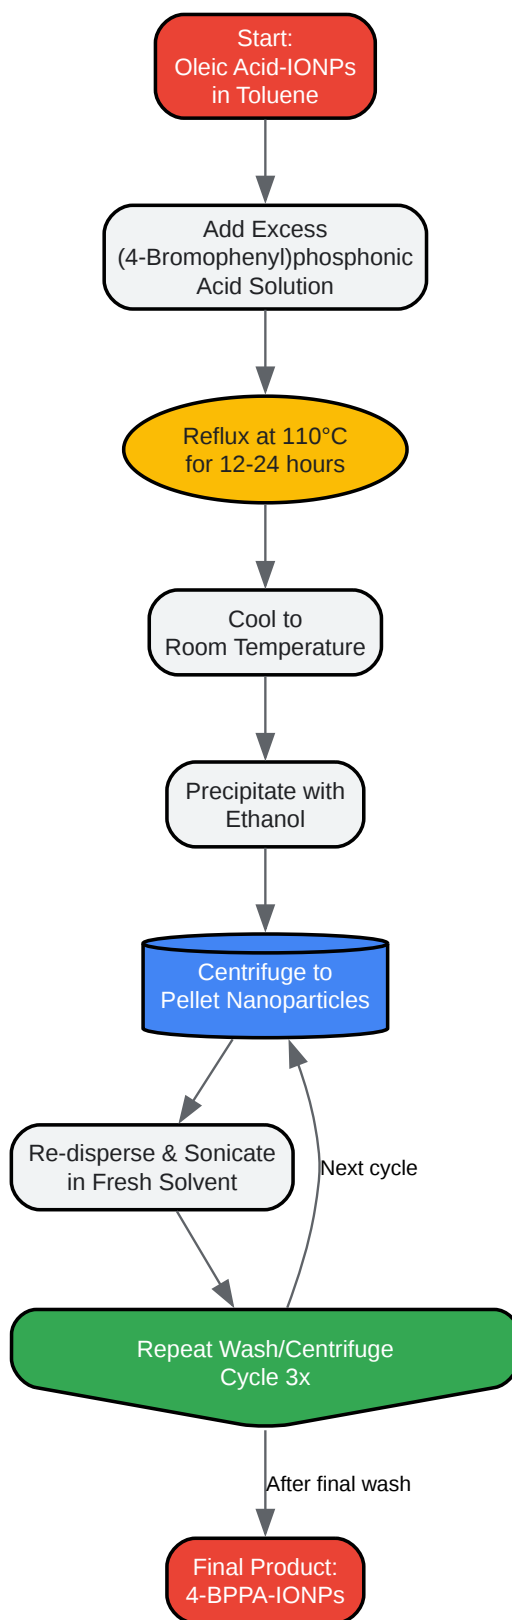 Start:
Oleic Acid-IONPs
in Toluene
Add Excess
(4-Bromophenyl)phosphonic
Acid Solution
Reflux at 110°C
for 12-24 hours
Cool to
Room Temperature
Precipitate with
Ethanol
Centrifuge to
Pellet Nanoparticles
Re-disperse & Sonicate
in Fresh Solvent
Next cycle
Repeat Wash/Centrifuge
Cycle 3x
After final wash
Final Product:
4-BPPA-IONPs